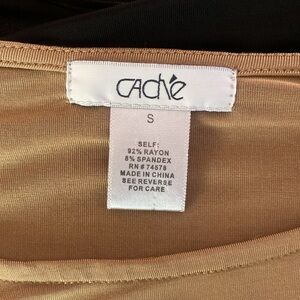 CAché
S
SELF:
92% RAYON
8% SPANDEX
RN # 74578
MADE IN CHINA
SEE REVERSE
FOR CARE